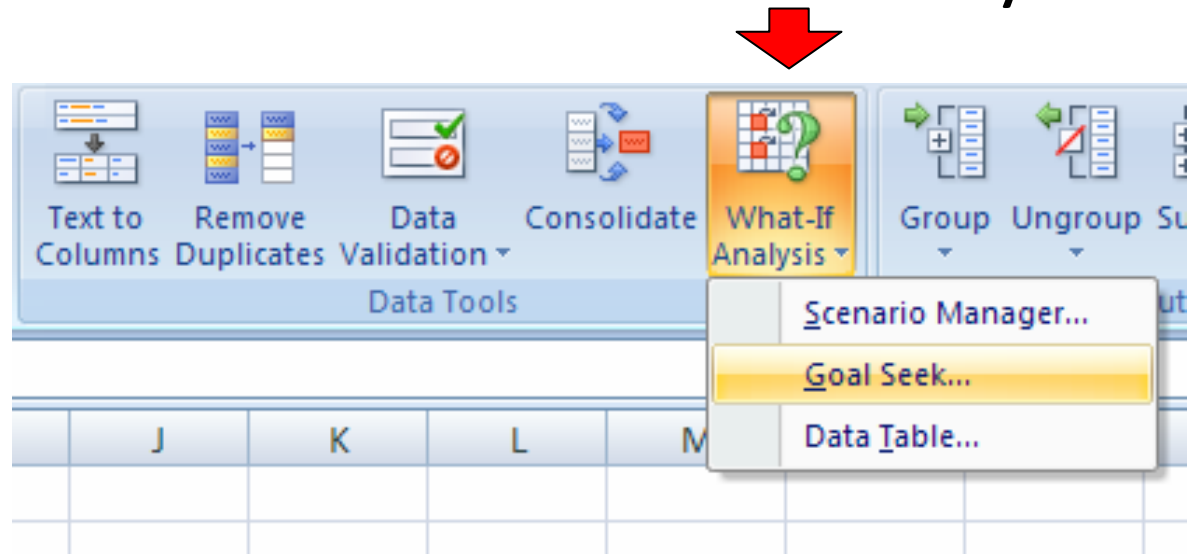 Text to Remove Data Consolidate What-If Group Ungroup
Columns Duplicates Validation Analysis
Data Tools
Scenario Manager...
Goal Seek...
Data Table...
J K L M